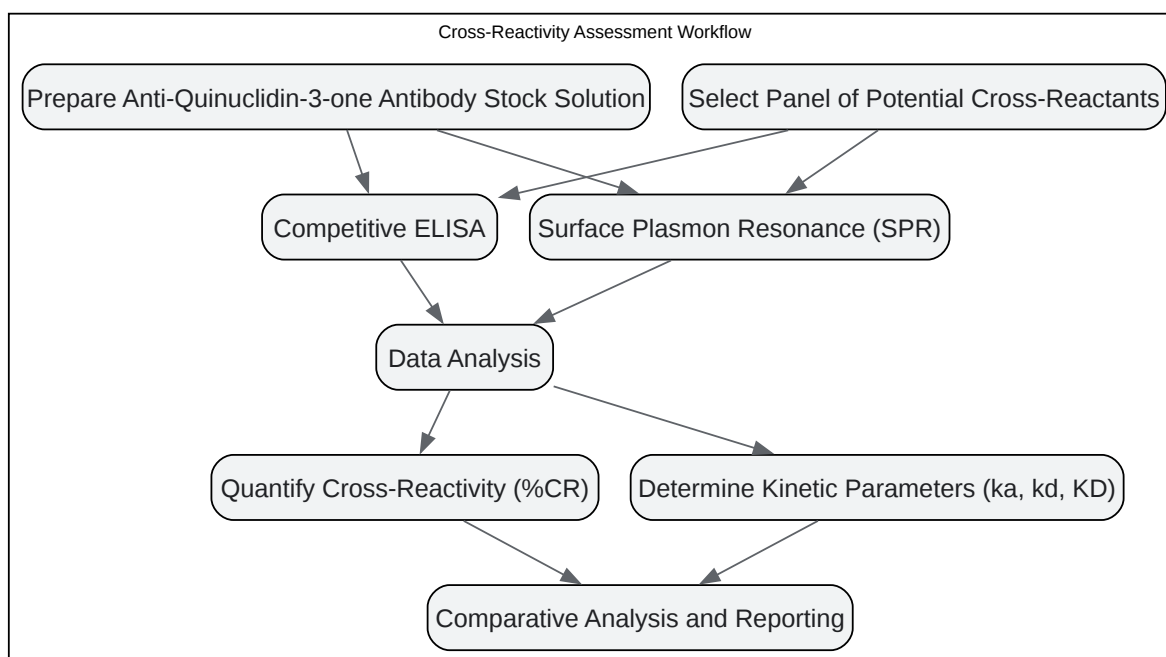 Cross-Reactivity Assessment Workflow
Prepare Anti-Quinuclidin-3-one Antibody Stock Solution
Select Panel of Potential Cross-Reactants
Competitive ELISA
Surface Plasmon Resonance (SPR)
Data Analysis
Quantify Cross-Reactivity (%CR)
Determine Kinetic Parameters (ka, kd, KD)
Comparative Analysis and Reporting